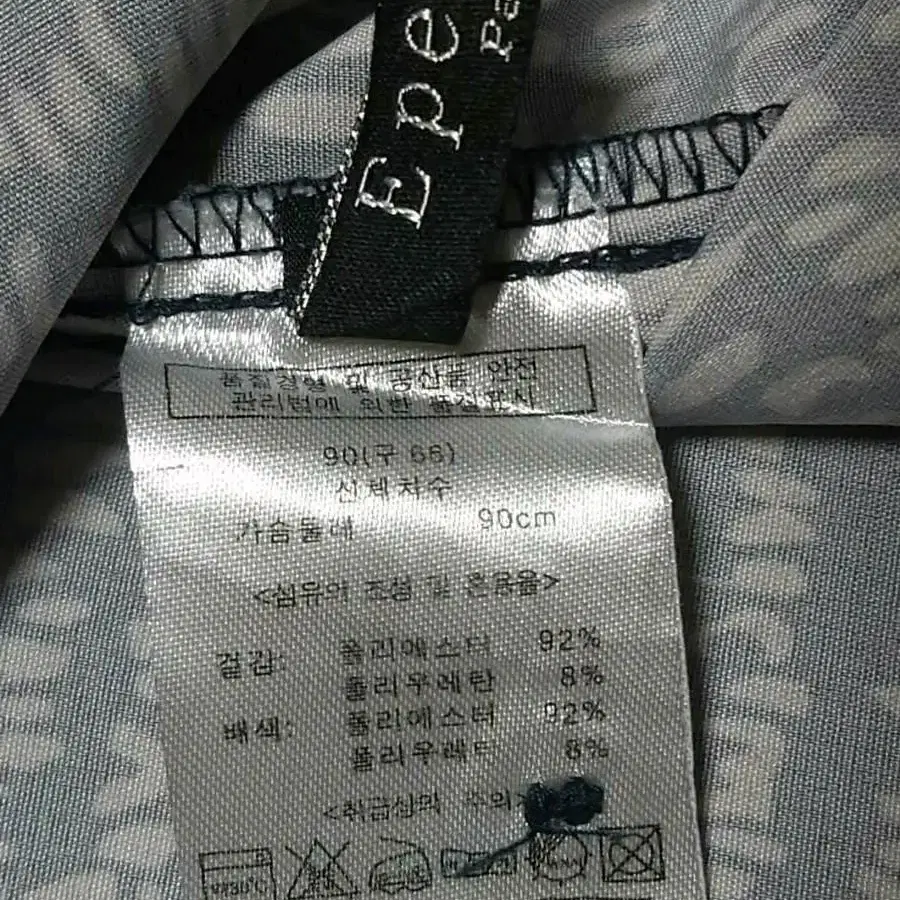 Epe
Pe
품질경영 및 공산품 안전
관리법에 의한 품질표시
90(구 66)
신체치수
가슴둘레 90cm
<섬유의 조성 및 혼용율>
겉감: 폴리에스터 92%
폴리우레탄 8%
배색: 폴리에스터 92%
폴리우레탄 8%
<취급상의 주의>